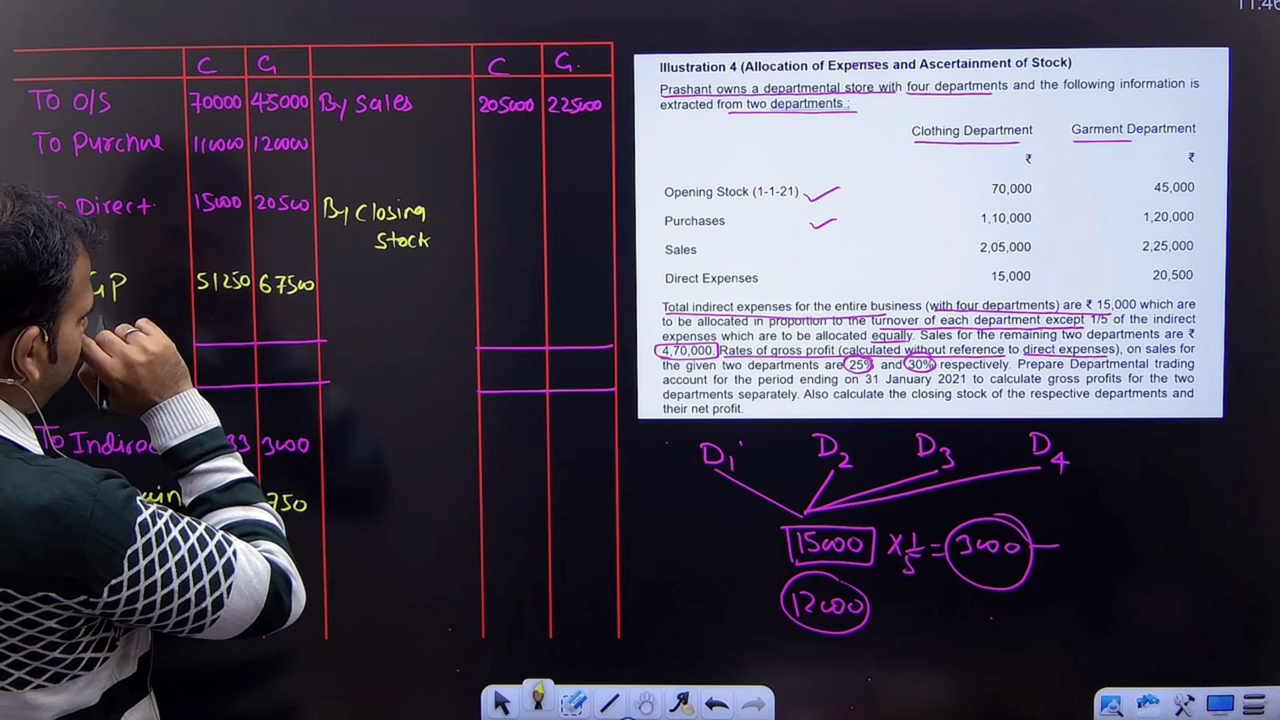 11:46
C G C G.
To O/S 70000 45000 By Sales 205000 225000
To Purchase 110000 120000
To Direct. 15000 20500 By Closing
Stock
GP 51250 67500
To Indirec 33 3000
750
Illustration 4 (Allocation of Expenses and Ascertainment of Stock)
Prashant owns a departmental store with four departments and the following information is
extracted from two departments :
Clothing Department Garment Department
₹ ₹
Opening Stock (1-1-21) 70,000 45,000
Purchases 1,10,000 1,20,000
Sales 2,05,000 2,25,000
Direct Expenses 15,000 20,500
Total indirect expenses for the entire business (with four departments) are ₹ 15,000 which are
to be allocated in proportion to the turnover of each department except 1/5 of the indirect
expenses which are to be allocated equally. Sales for the remaining two departments are ₹
4,70,000. Rates of gross profit (calculated without reference to direct expenses), on sales for
the given two departments are 25% and 30% respectively. Prepare Departmental trading
account for the period ending on 31 January 2021 to calculate gross profits for the two
departments separately. Also calculate the closing stock of the respective departments and
their net profit.
D1 D2 D3 D4
15000 × 1/5 = 3000
12000